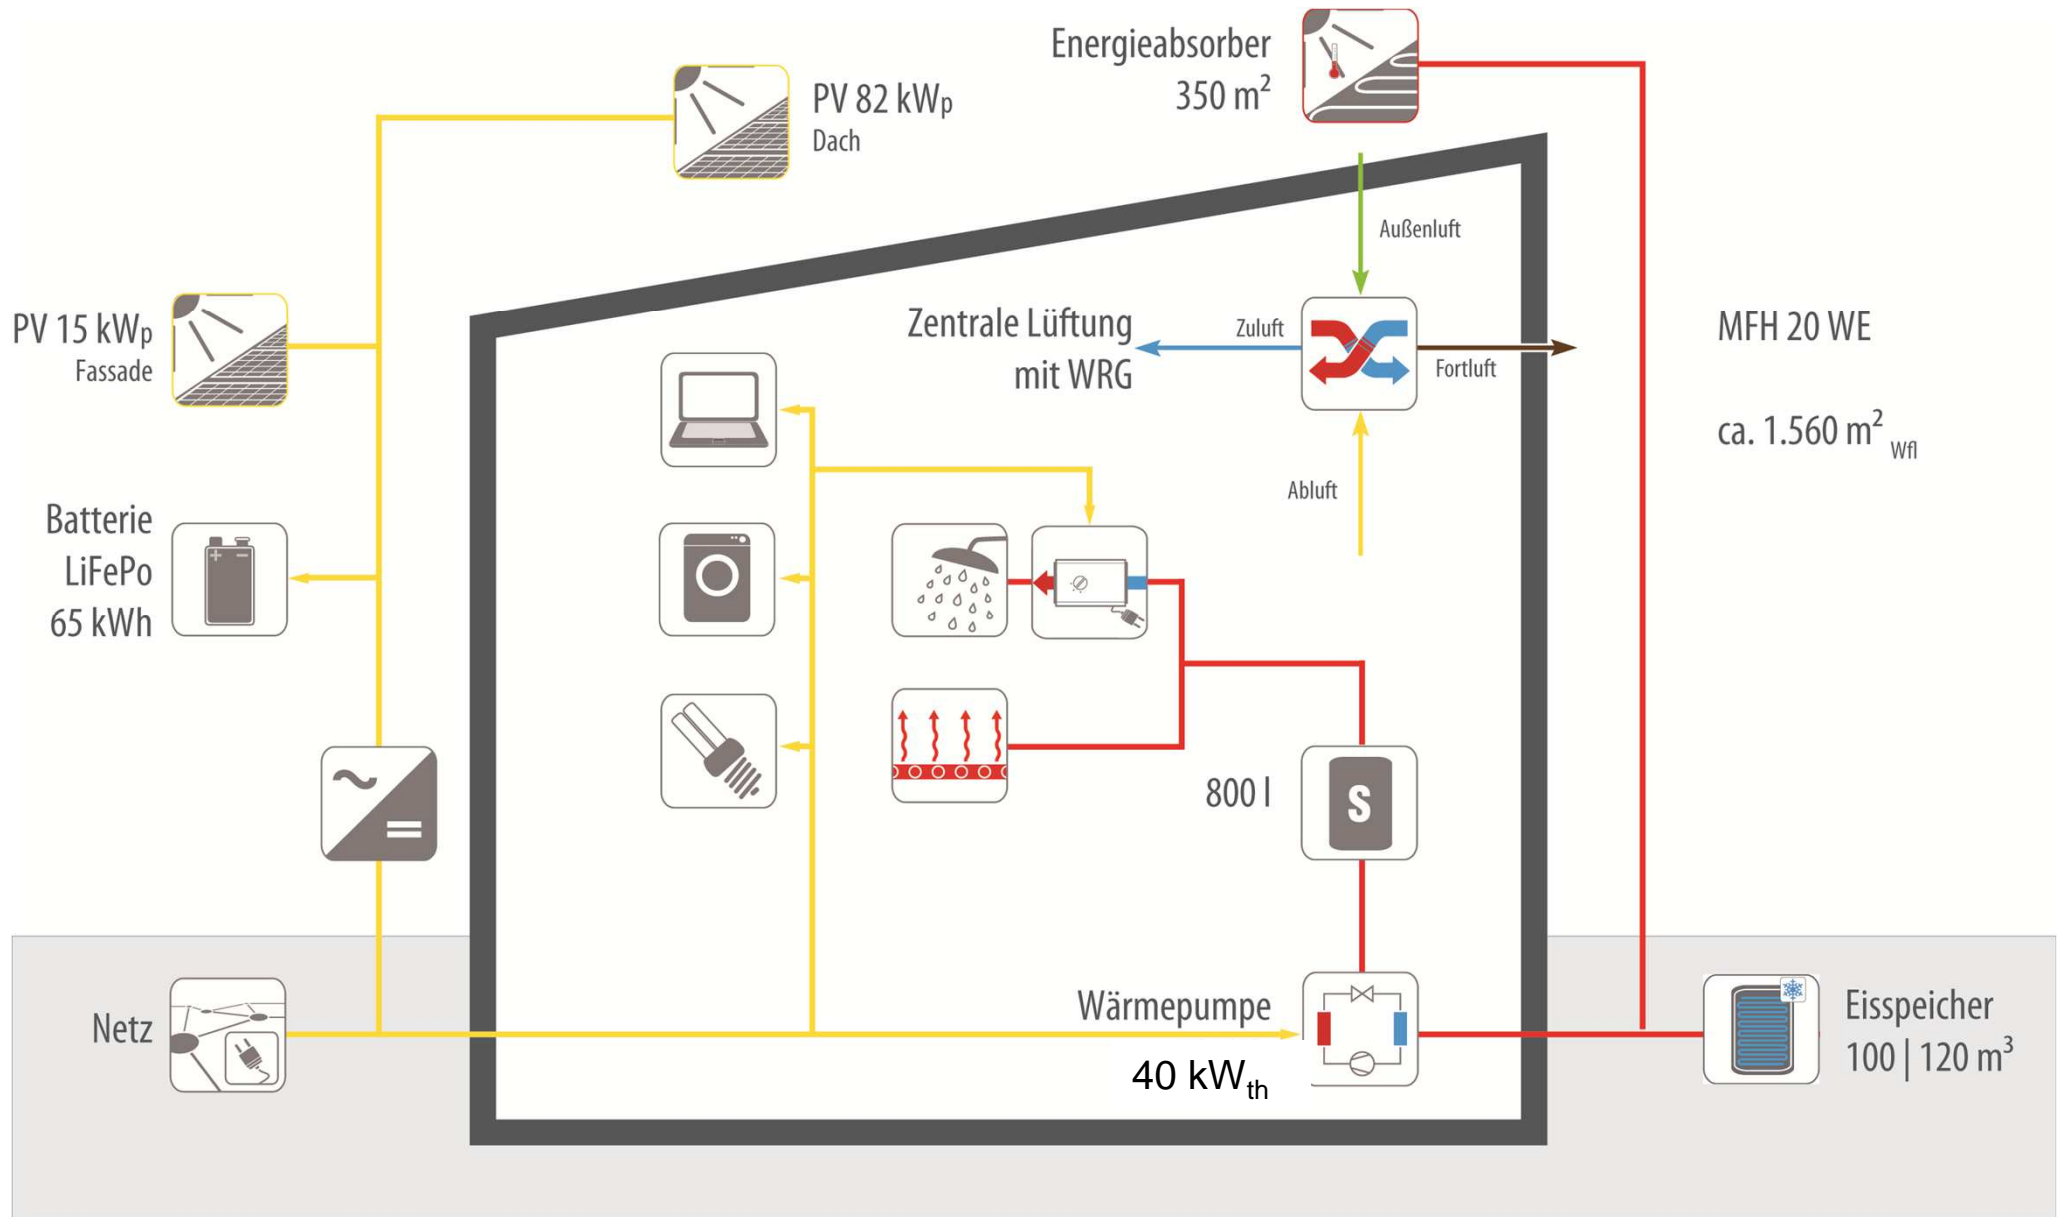 Energieabsorber
350 m²
PV 82 kWp
Dach
Außenluft
PV 15 kWp
Fassade
Zentrale Lüftung
mit WRG
Zuluft
Fortluft
MFH 20 WE
ca. 1.560 m² Wfl
Abluft
Batterie
LiFePo
65 kWh
+ −
800 l
S
Netz
Wärmepumpe
40 kWth
Eisspeicher
100 | 120 m³